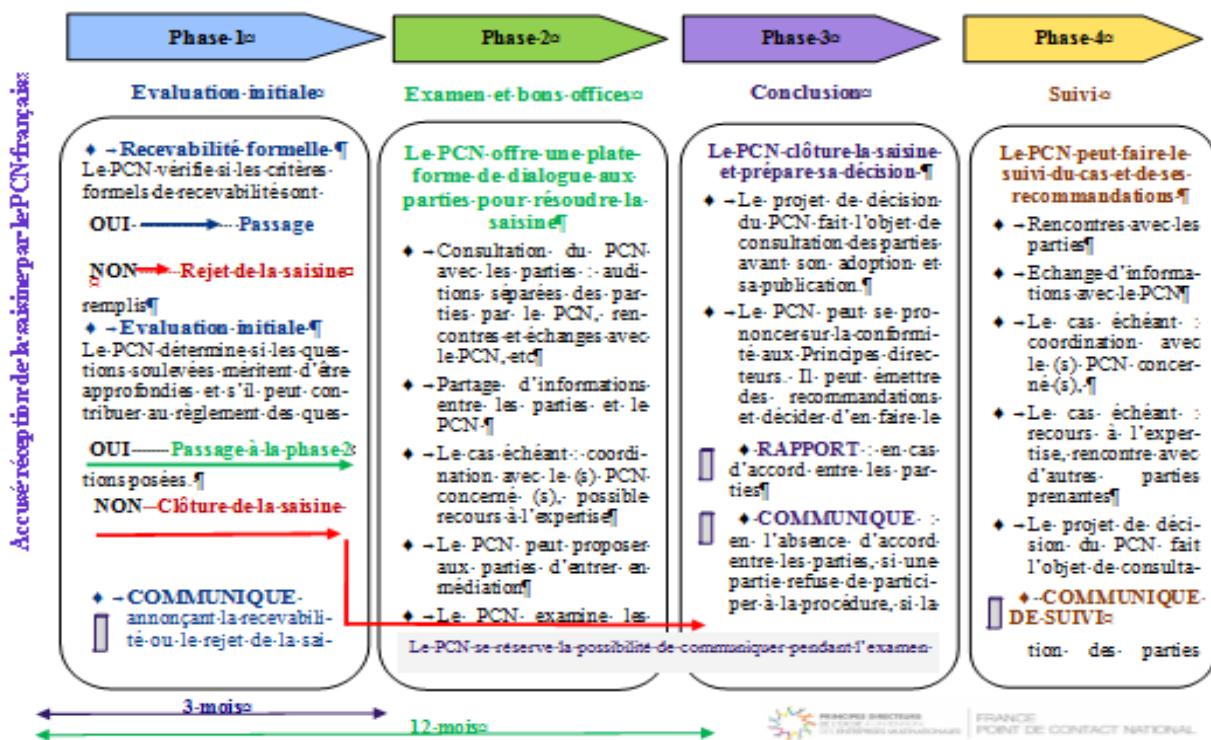 Phase·1¤
Phase·2¤
Phase·3¤
Phase·4¤
Accusé·réception·de·la·saisine·par·le·PCN·français¤
Evaluation·initiale¤
Examen·et·bons·offices¤
Conclusion¤
Suivi·¤
♦ →Recevabilité·formelle·¶
Le·PCN·vérifie·si·les·critères·
formels·de·recevabilité·sont·
OUI· Passage
NON Rejet·de·la·saisine¤
¤
remplis¶
♦ →Evaluation·initiale·¶
Le·PCN·détermine·si·les·ques-
tions·soulevées·méritent·d'être·
approfondies·et·s'il·peut·con-
tribuer·au·règlement·des·ques-
OUI Passage·à·la·phase·2¤
tions·posées.¶
NON Clôture·de·la·saisine·
♦ →COMMUNIQUE·
annonçant·la·recevabi-
lité·ou·le·rejet·de·la·sai-
Le·PCN·offre·une·plate-
forme·de·dialogue·aux·
parties·pour·résoudre·la·
saisine¶
♦ →Consultation· du· PCN·
avec·les·parties·:·audi-
tions· séparées· des· par-
ties· par· le· PCN,· ren-
contres·et·échanges·avec·
le·PCN,·etc¶
♦ →Partage· d'informations·
entre· les· parties· et· le·
PCN·¶
♦ →Le·cas·échéant·:·coordi-
nation·avec·le·(s)·PCN·
concerné· (s),· possible·
recours·à·l'expertise¶
♦ →Le· PCN· peut· proposer·
aux· parties· d'entrer· en·
médiation¶
♦ →Le· PCN· examine· les·
Le·PCN·se·réserve·la·possibilité·de·communiquer·pendant·l'examen·
Le·PCN·clôture·la·saisine·
et·prépare·sa·décision·¶
♦ →Le· projet· de· décision·
du·PCN·fait·l'objet·de·
consultation·des·parties·
avant· son· adoption· et·
sa·publication.¶
♦ →Le· PCN· peut· se· pro-
noncer·sur·la·conformi-
té·aux·Principes·direc-
teurs.· Il· peut· émettre·
des· recommandations·
et·décider·d'en·faire·le·
♦·RAPPORT·:·en·cas·
d'accord·entre·les·par-
ties¶
♦·COMMUNIQUE· :·
en· l'absence· d'accord·
entre·les·parties,·si·une·
partie·refuse·de·partici-
per·à·la·procédure,·si·la·
Le·PCN·peut·faire·le·
suivi·du·cas·et·de·ses·
recommandations·¶
♦ →Rencontres·avec·les·
parties¶
♦ →Echange·d'informa-
tions·avec·le·PCN¶
♦ →Le· cas· échéant· :·
coordination· avec·
le·(s)·PCN·concer-
né·(s),·¶
♦ →Le· cas· échéant· :·
recours· à· l'exper-
tise,·rencontre·avec·
d'autres· parties·
prenantes¶
♦ →Le·projet·de·déci-
sion· du· PCN· fait·
l'objet·de·consulta-
♦ ·COMMUNIQUE·
DE·SUIVI¤
tion· des· parties·
3·mois¤
12·mois¤
PRINCIPES DIRECTEURS
DES ENTREPRISES MULTINATIONALES
FRANCE
POINT DE CONTACT NATIONAL